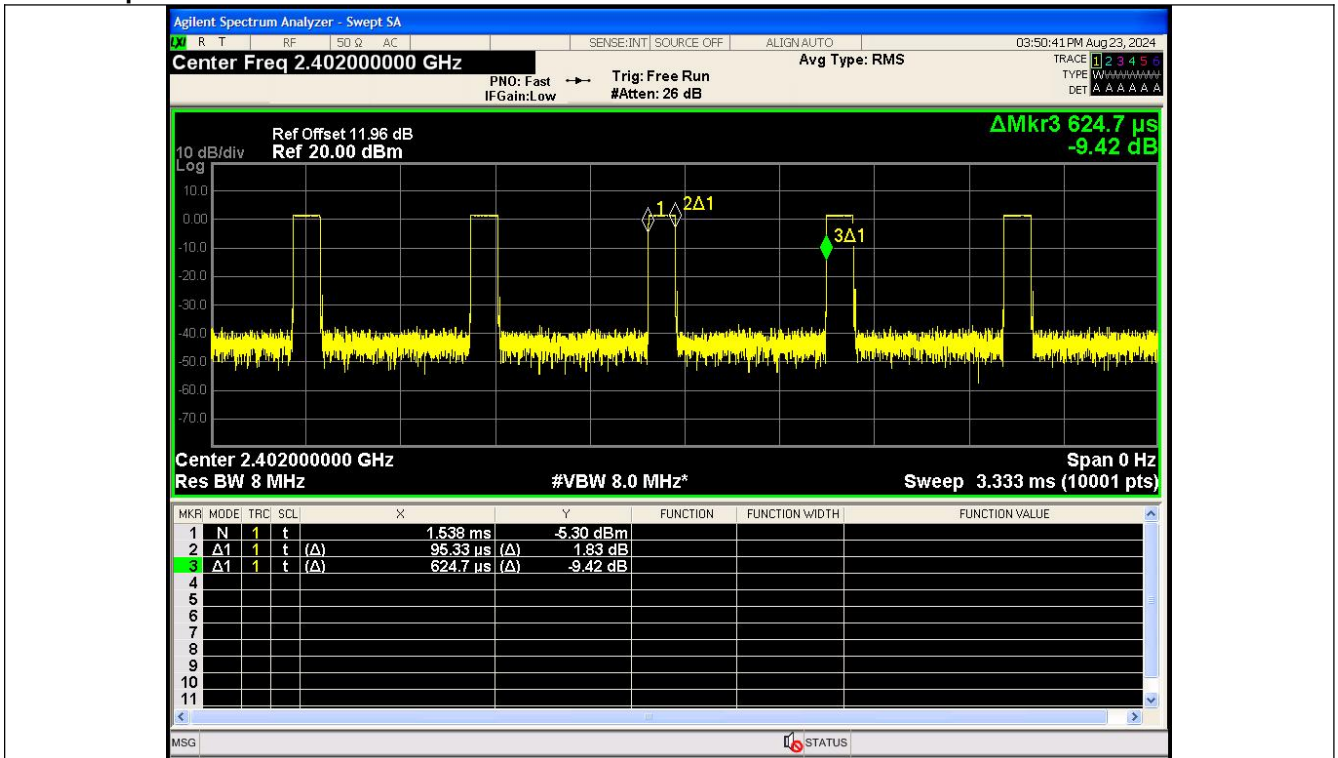 Agilent Spectrum Analyzer - Swept SA
LXI R T RF 50 Ω AC SENSE:INT SOURCE OFF ALIGN AUTO 03:50:41 PM Aug 23, 2024
Center Freq 2.402000000 GHz Avg Type: RMS TRACE 1 2 3 4 5 6
PNO: Fast Trig: Free Run TYPE W
IFGain:Low #Atten: 26 dB DET A A A A A A
ΔMkr3 624.7 µs
Ref Offset 11.96 dB
10 dB/div Ref 20.00 dBm -9.42 dB
Log
10.0
1 2Δ1
0.00
3Δ1
-10.0
-20.0
-30.0
-40.0
-50.0
-60.0
-70.0
Center 2.402000000 GHz Span 0 Hz
Res BW 8 MHz #VBW 8.0 MHz* Sweep 3.333 ms (10001 pts)
MKR MODE TRC SCL X Y FUNCTION FUNCTION WIDTH FUNCTION VALUE
1 N 1 t 1.538 ms -5.30 dBm
2 Δ1 1 t (Δ) 95.33 µs (Δ) 1.83 dB
3 Δ1 1 t (Δ) 624.7 µs (Δ) -9.42 dB
4
5
6
7
8
9
10
11
MSG STATUS